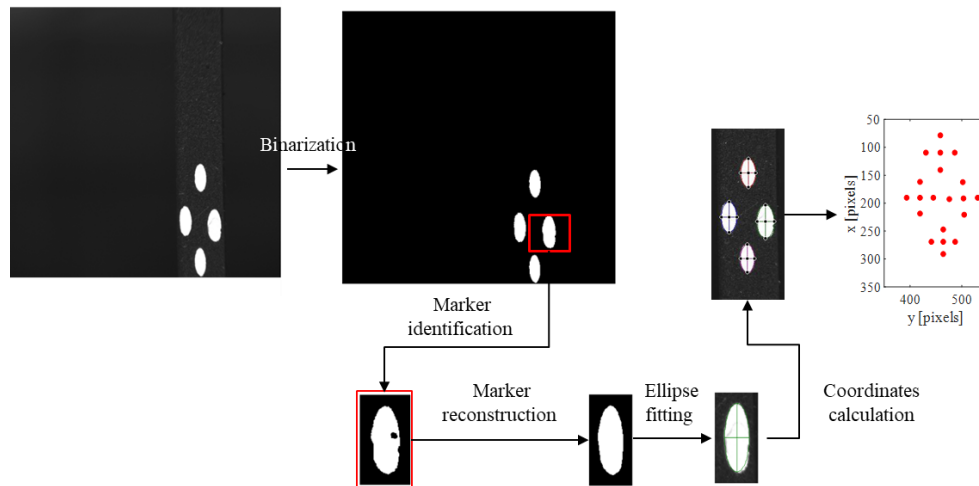 Binarization
Marker
identification
Marker
reconstruction
Ellipse
fitting
Coordinates
calculation
50
100
150
200
250
300
350
x [pixels]
400
500
y [pixels]